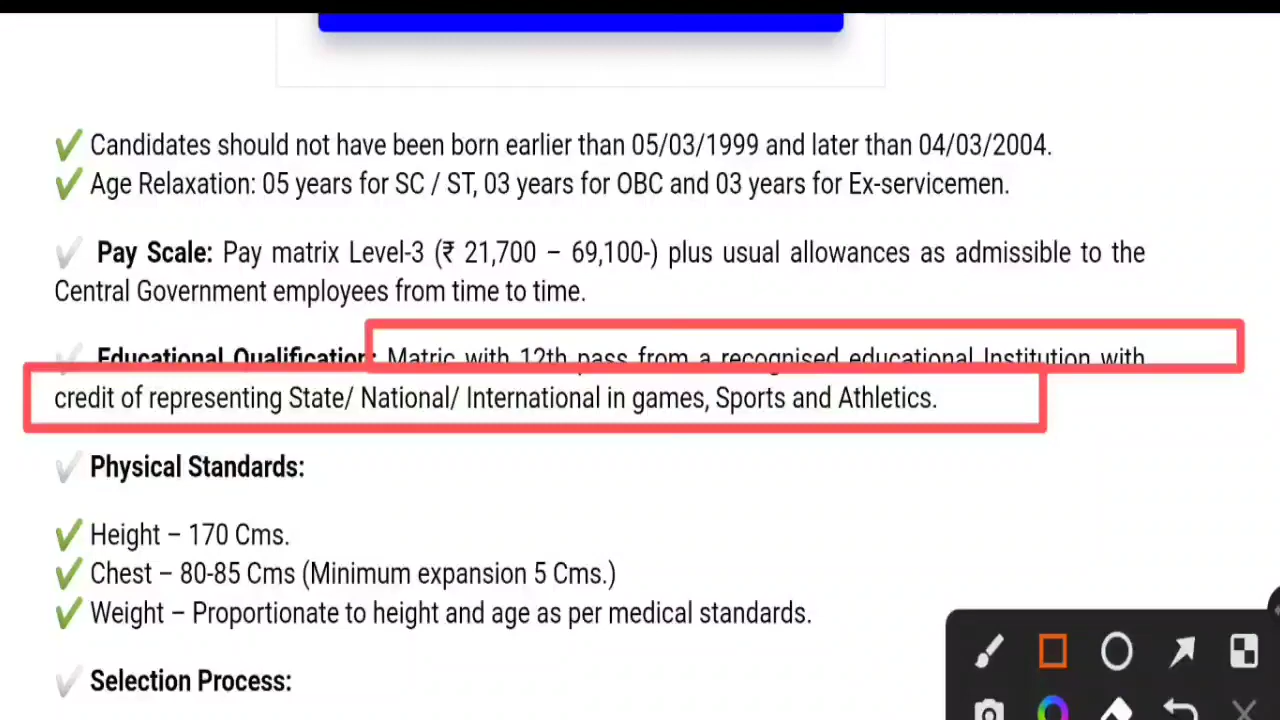 Candidates should not have been born earlier than 05/03/1999 and later than 04/03/2004.
Age Relaxation: 05 years for SC / ST, 03 years for OBC and 03 years for Ex-servicemen.
Pay Scale: Pay matrix Level-3 (₹ 21,700 – 69,100-) plus usual allowances as admissible to the
Central Government employees from time to time.
Educational Qualification: Matric with 12th pass from a recognised educational Institution with
credit of representing State/ National/ International in games, Sports and Athletics.
Physical Standards:
Height – 170 Cms.
Chest – 80-85 Cms (Minimum expansion 5 Cms.)
Weight – Proportionate to height and age as per medical standards.
Selection Process: